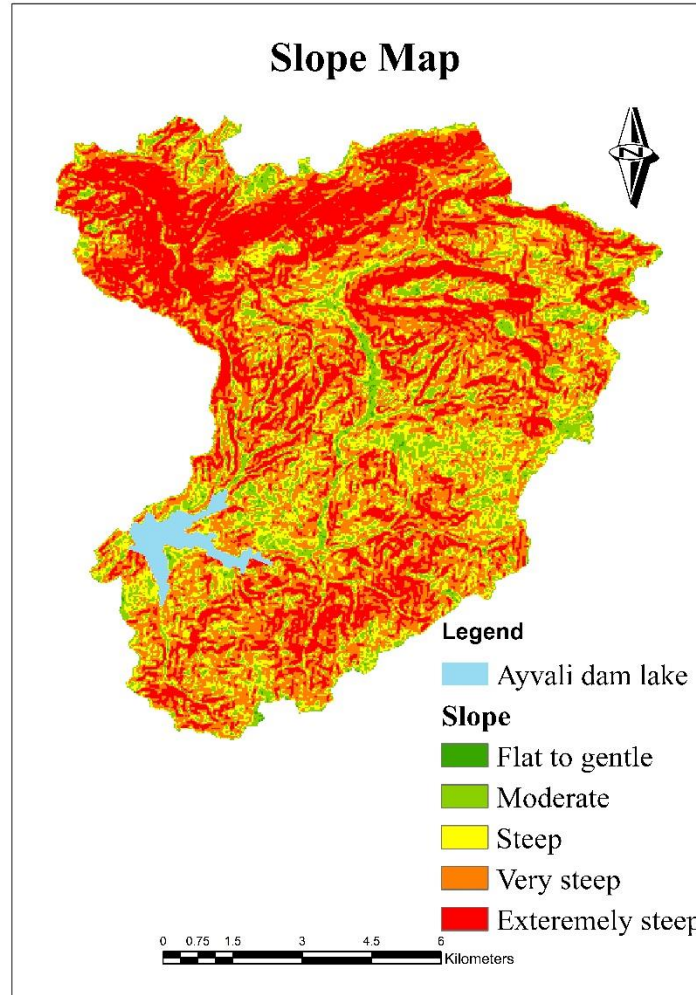 Slope Map
N
Legend
Ayvali dam lake
Slope
Flat to gentle
Moderate
Steep
Very steep
Exteremely steep
0 0.75 1.5 3 4.5 6
Kilometers